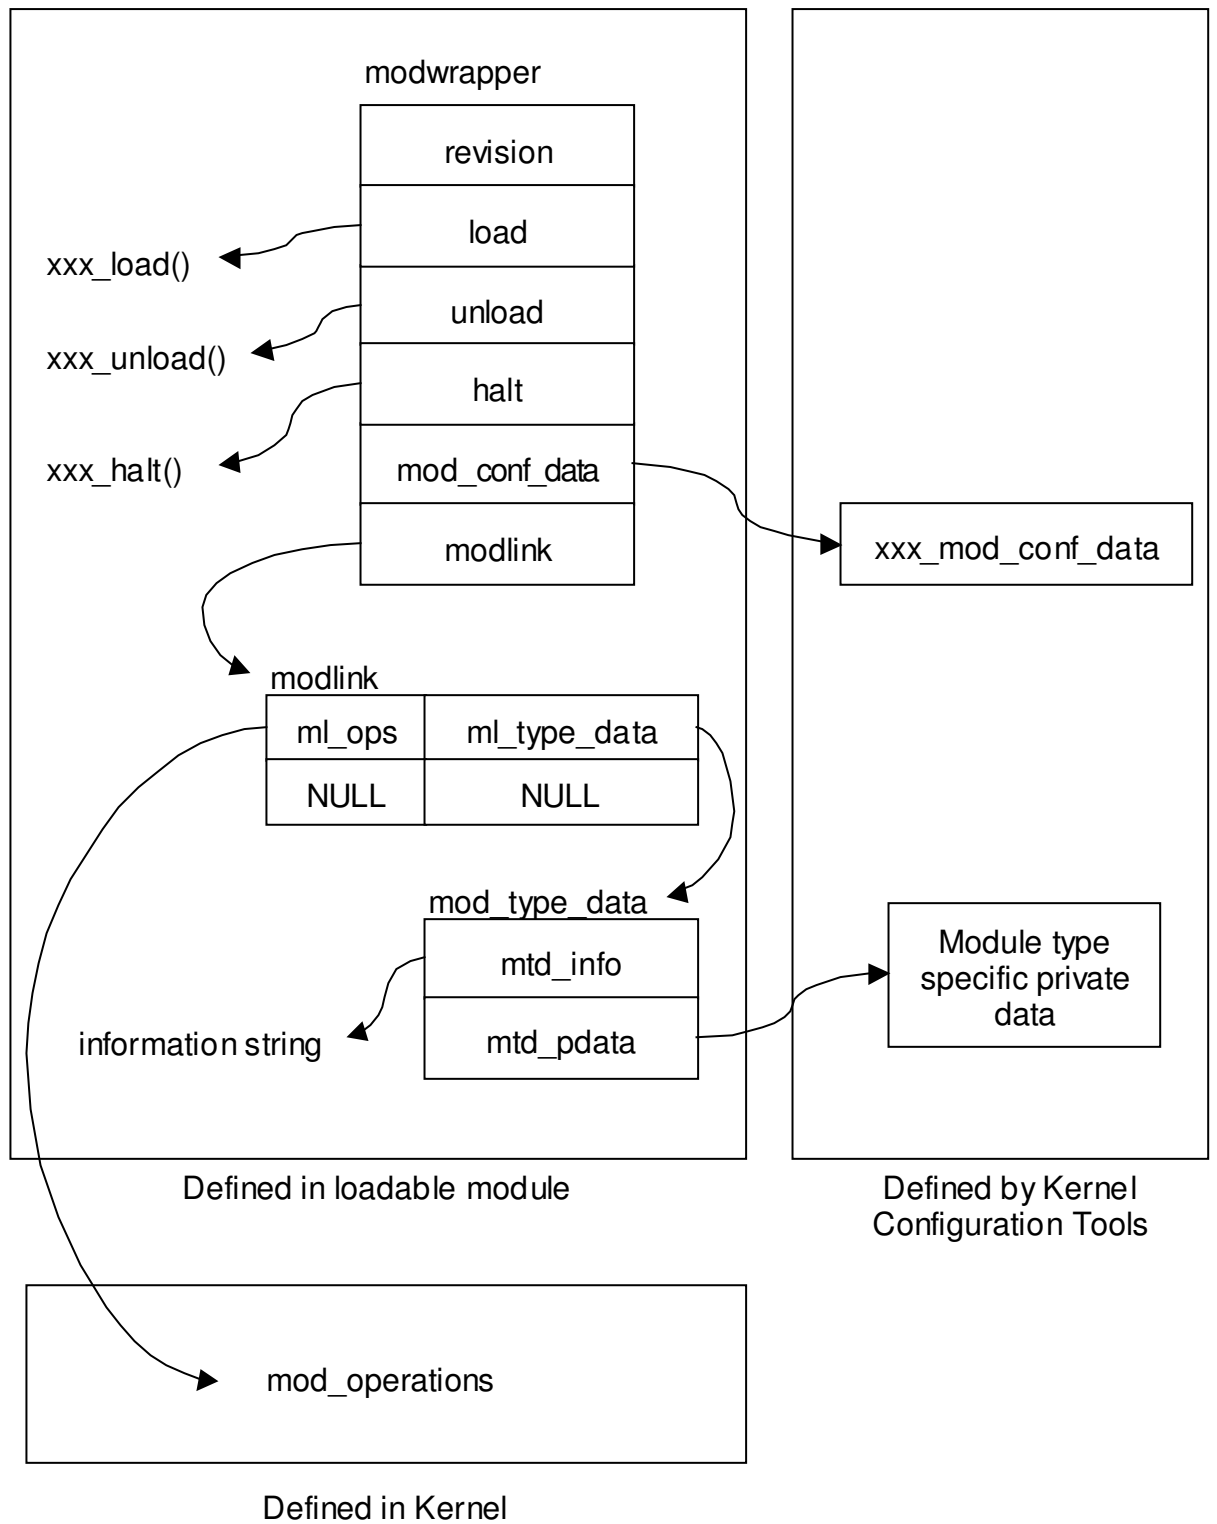 modwrapper
revision
load
xxx_load()
unload
xxx_unload()
halt
xxx_halt()
mod_conf_data
xxx_mod_conf_data
modlink
modlink
ml_ops
ml_type_data
NULL
NULL
mod_type_data
mtd_info
information string
mtd_pdata
Module type
specific private
data
Defined in loadable module
Defined by Kernel
Configuration Tools
mod_operations
Defined in Kernel